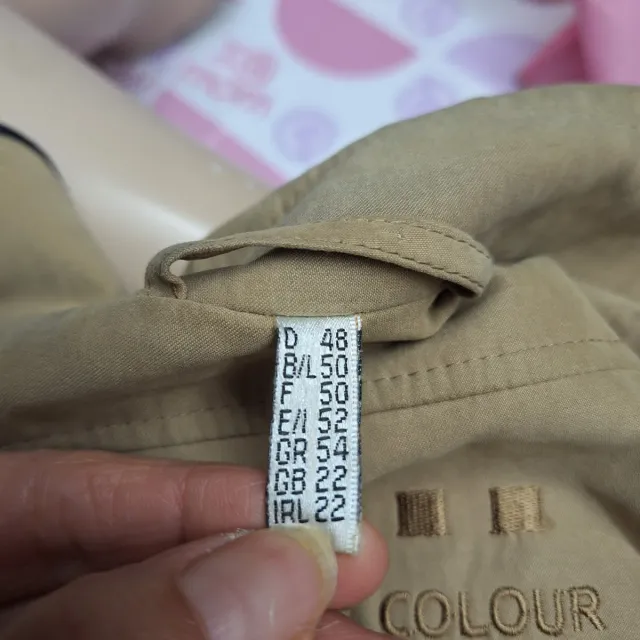 D 48
B/L 50
F 50
E/I 52
GR 54
GB 22
IRL 22
COLOUR